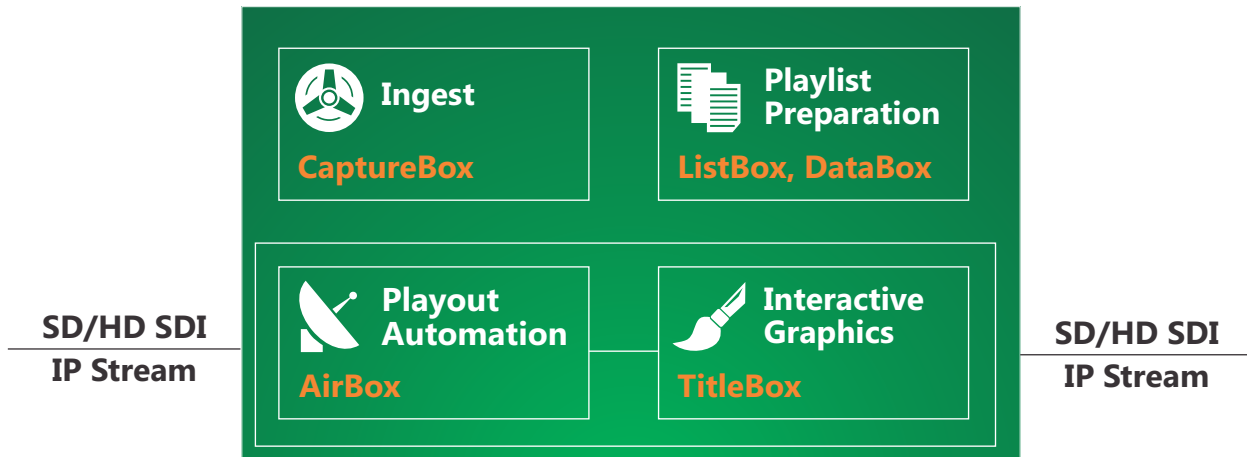 Ingest
CaptureBox
Playlist
Preparation
ListBox, DataBox
SD/HD SDI
IP Stream
Playout
Automation
AirBox
Interactive
Graphics
TitleBox
SD/HD SDI
IP Stream